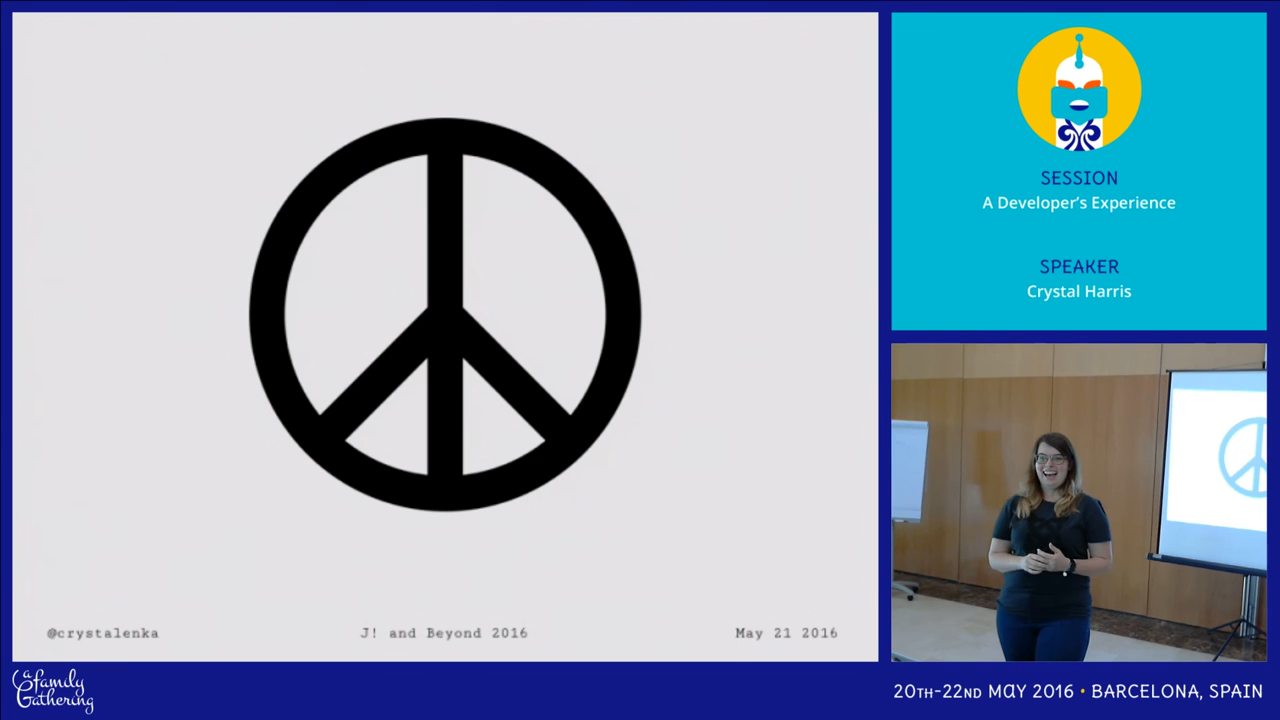 SESSION
A Developer's Experience
SPEAKER
Crystal Harris
@crystalenka
J! and Beyond 2016
May 21 2016
a family
Gathering
20TH-22ND MAY 2016 • BARCELONA, SPAIN